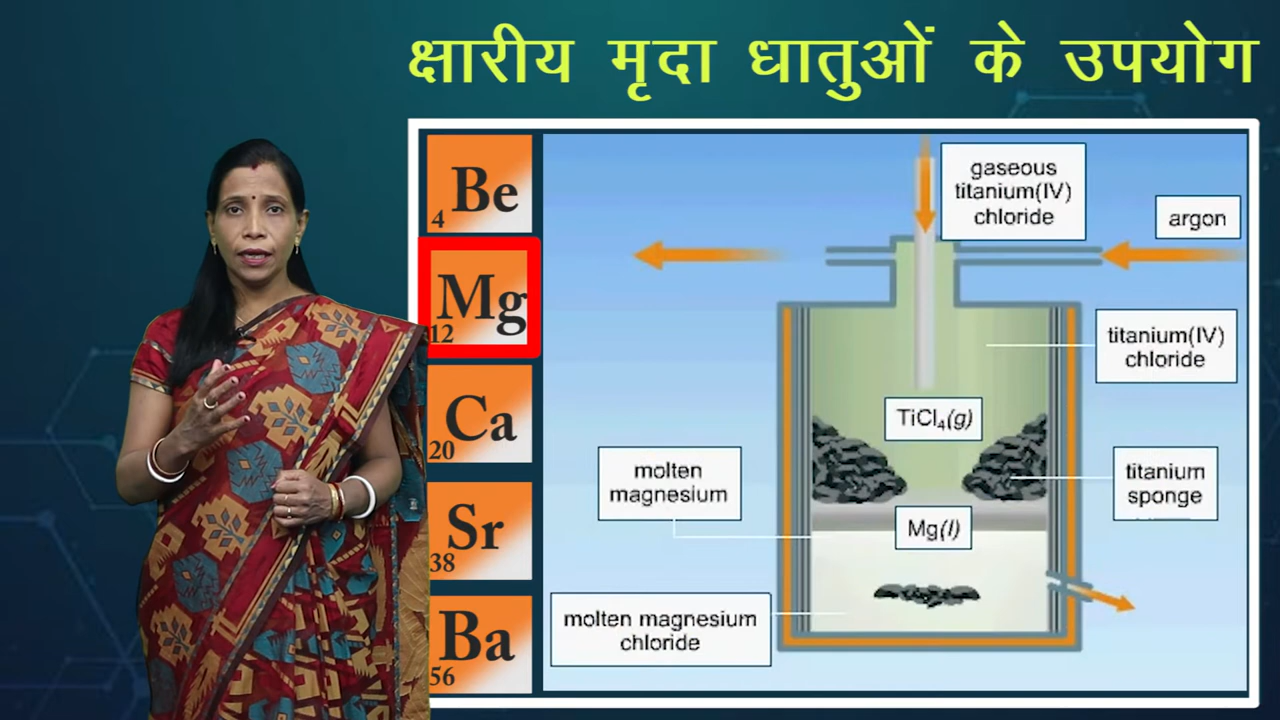 क्षारीय मृदा धातुओं के उपयोग
4 Be
12 Mg
20 Ca
38 Sr
56 Ba
gaseous
titanium(IV)
chloride
argon
titanium(IV)
chloride
TiCl₄(g)
molten
magnesium
titanium
sponge
Mg(l)
molten magnesium
chloride